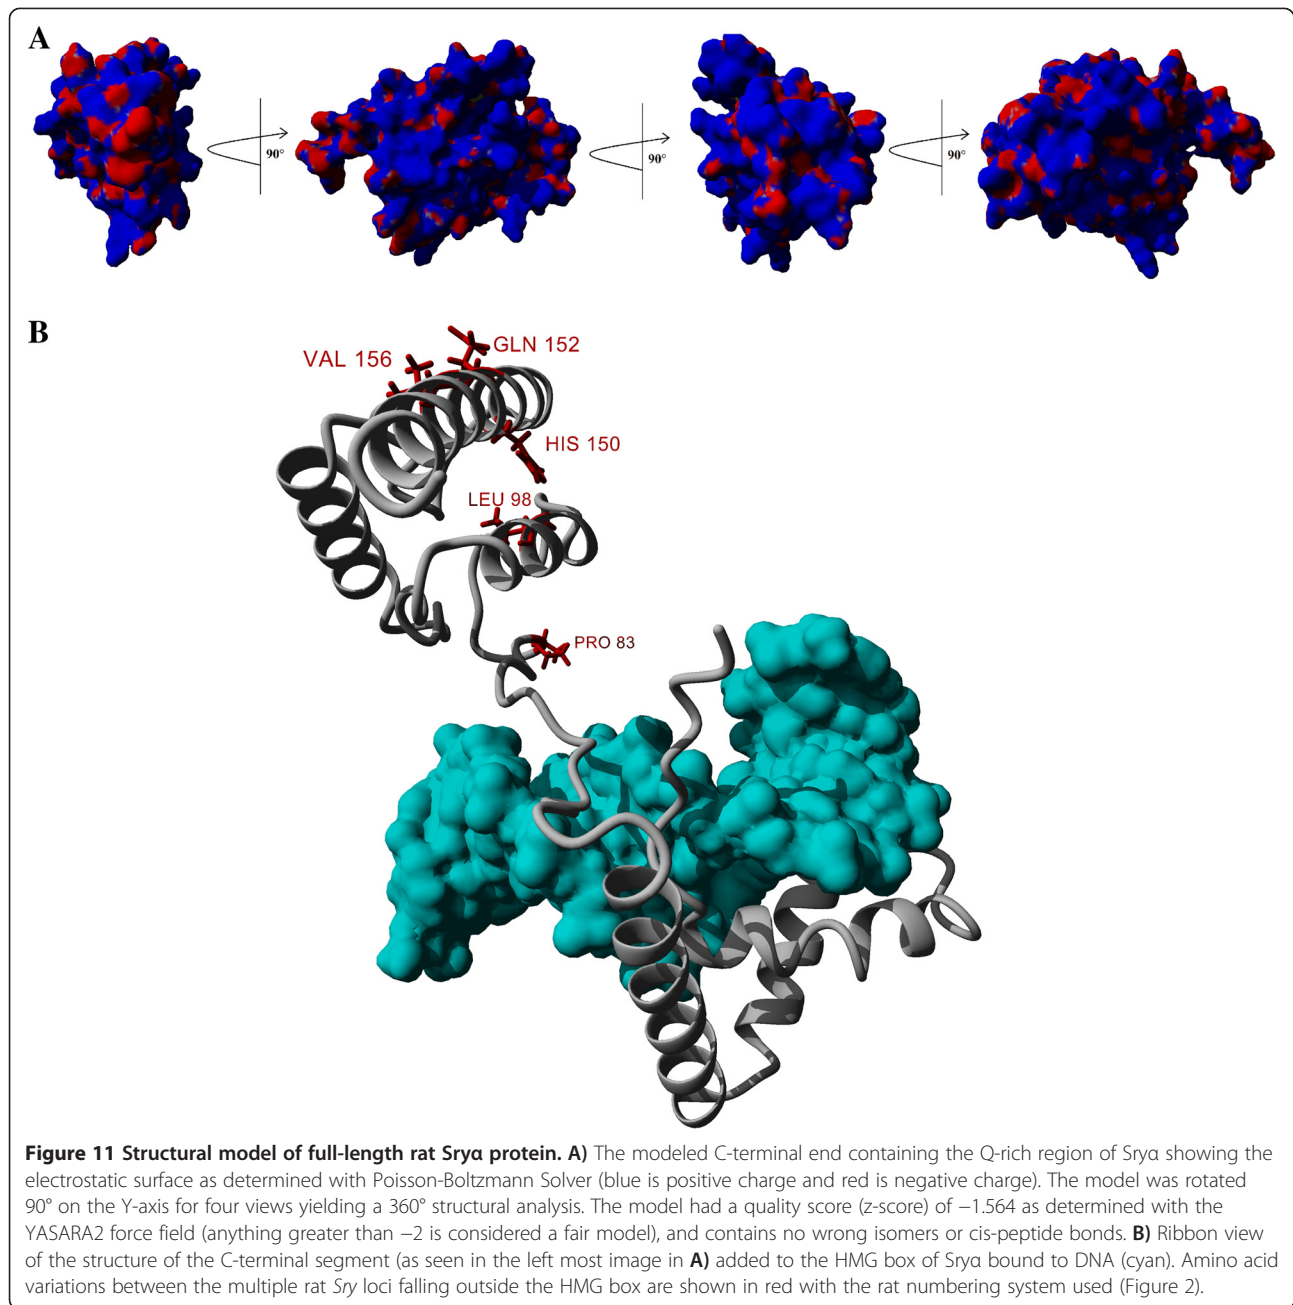 A
90°
90°
90°
B
VAL 156
GLN 152
HIS 150
LEU 98
PRO 83
Figure 11 Structural model of full-length rat Sryα protein. A) The modeled C-terminal end containing the Q-rich region of Sryα showing the
electrostatic surface as determined with Poisson-Boltzmann Solver (blue is positive charge and red is negative charge). The model was rotated
90° on the Y-axis for four views yielding a 360° structural analysis. The model had a quality score (z-score) of −1.564 as determined with the
YASARA2 force field (anything greater than −2 is considered a fair model), and contains no wrong isomers or cis-peptide bonds. B) Ribbon view
of the structure of the C-terminal segment (as seen in the left most image in A) added to the HMG box of Sryα bound to DNA (cyan). Amino acid
variations between the multiple rat Sry loci falling outside the HMG box are shown in red with the rat numbering system used (Figure 2).